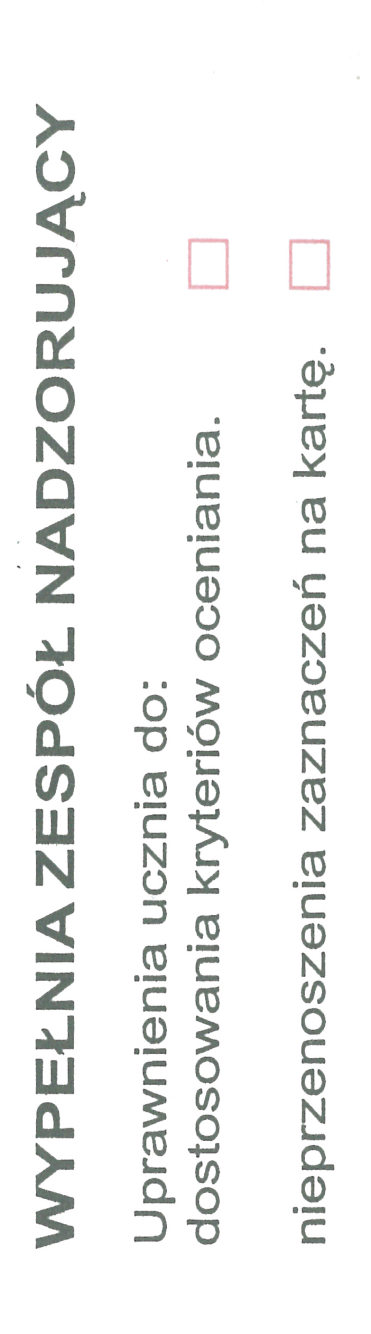 WYPEŁNIA ZESPÓŁ NADZORUJĄCY
Uprawnienia ucznia do:
dostosowania kryteriów oceniania.
nieprzenoszenia zaznaczeń na kartę.